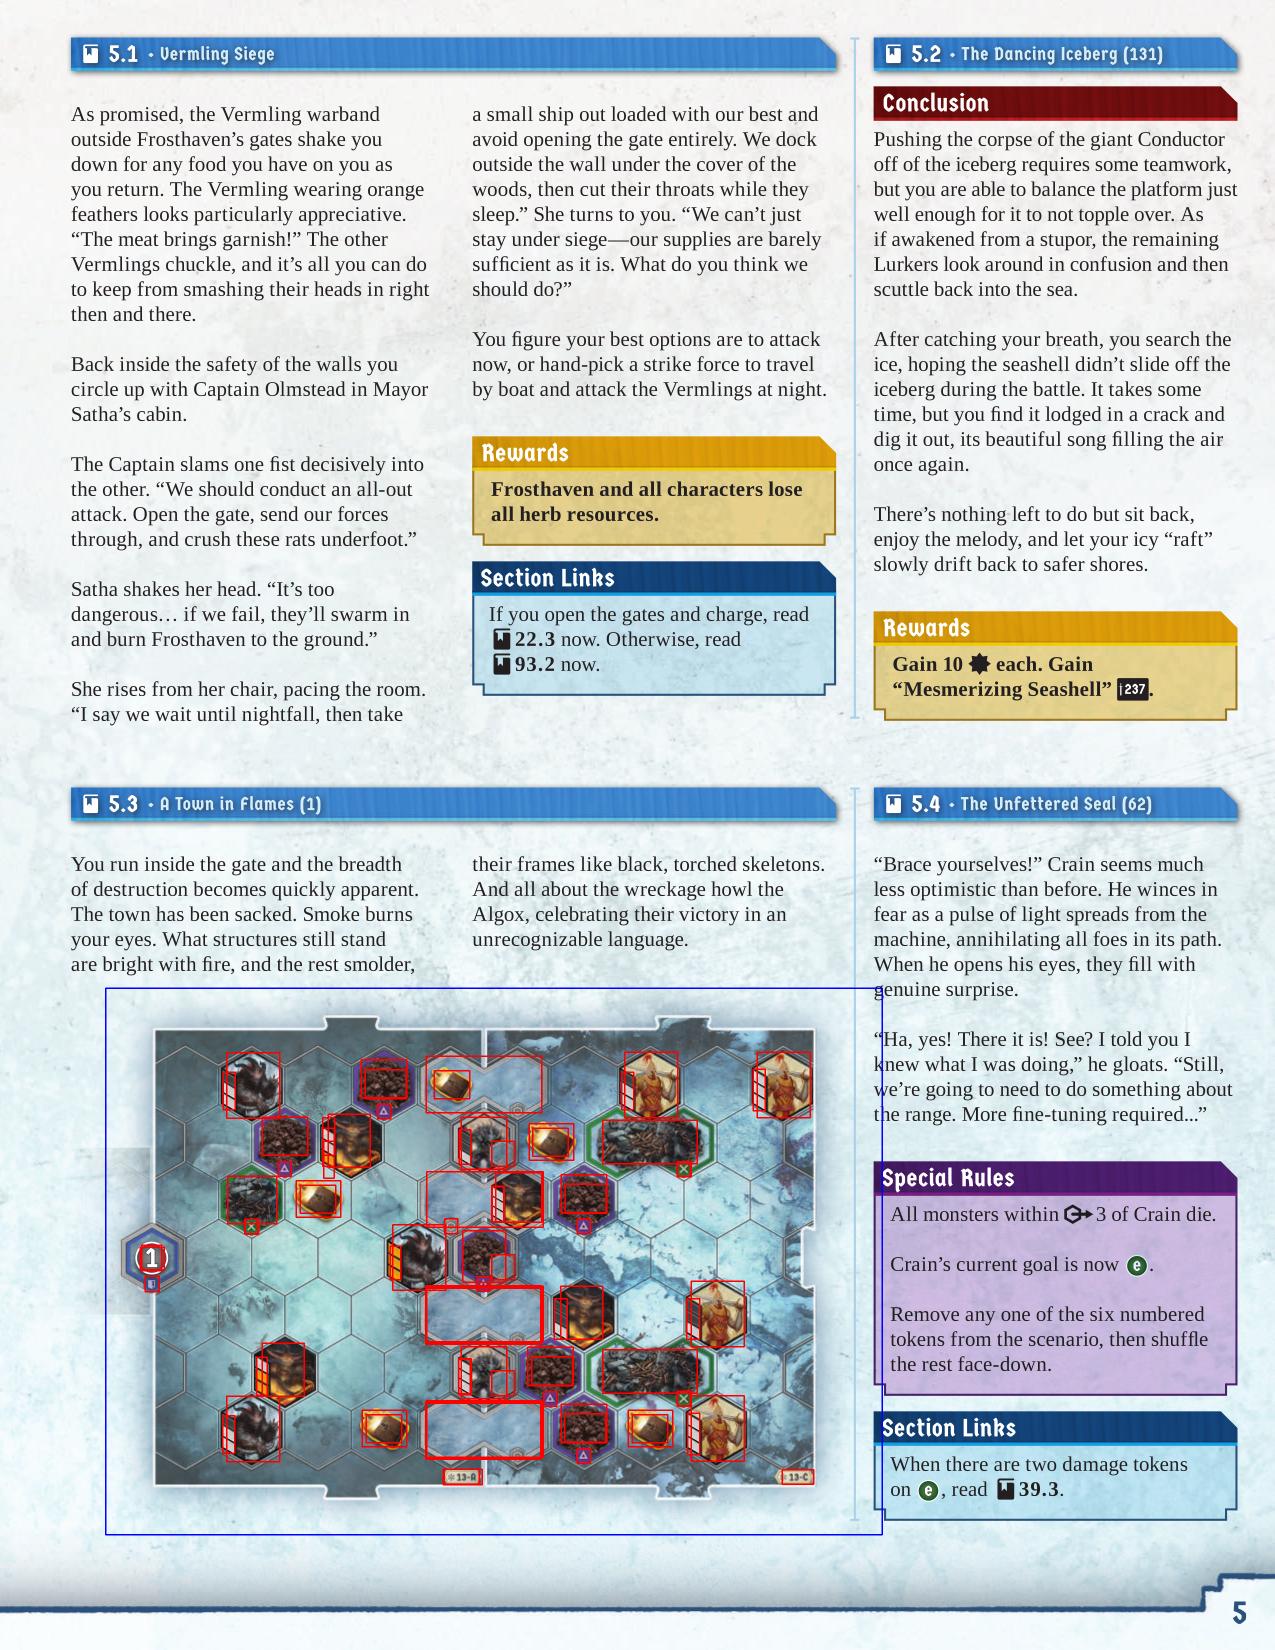 5.1 • Vermling Siege
As promised, the Vermling warband
outside Frosthaven’s gates shake you
down for any food you have on you as
you return. The Vermling wearing orange
feathers looks particularly appreciative.
“The meat brings garnish!” The other
Vermlings chuckle, and it’s all you can do
to keep from smashing their heads in right
then and there.
Back inside the safety of the walls you
circle up with Captain Olmstead in Mayor
Satha’s cabin.
The Captain slams one fist decisively into
the other. “We should conduct an all-out
attack. Open the gate, send our forces
through, and crush these rats underfoot.”
Satha shakes her head. “It’s too
dangerous… if we fail, they’ll swarm in
and burn Frosthaven to the ground.”
She rises from her chair, pacing the room.
“I say we wait until nightfall, then take
a small ship out loaded with our best and
avoid opening the gate entirely. We dock
outside the wall under the cover of the
woods, then cut their throats while they
sleep.” She turns to you. “We can’t just
stay under siege—our supplies are barely
sufficient as it is. What do you think we
should do?”
You figure your best options are to attack
now, or hand-pick a strike force to travel
by boat and attack the Vermlings at night.
Rewards
Frosthaven and all characters lose
all herb resources.
Section Links
If you open the gates and charge, read
22.3 now. Otherwise, read
93.2 now.
5.2 • The Dancing Iceberg (131)
Conclusion
Pushing the corpse of the giant Conductor
off of the iceberg requires some teamwork,
but you are able to balance the platform just
well enough for it to not topple over. As
if awakened from a stupor, the remaining
Lurkers look around in confusion and then
scuttle back into the sea.
After catching your breath, you search the
ice, hoping the seashell didn’t slide off the
iceberg during the battle. It takes some
time, but you find it lodged in a crack and
dig it out, its beautiful song filling the air
once again.
There’s nothing left to do but sit back,
enjoy the melody, and let your icy “raft”
slowly drift back to safer shores.
Rewards
Gain 10 each. Gain
“Mesmerizing Seashell” 237.
5.3 • A Town in Flames (1)
You run inside the gate and the breadth
of destruction becomes quickly apparent.
The town has been sacked. Smoke burns
your eyes. What structures still stand
are bright with fire, and the rest smolder,
their frames like black, torched skeletons.
And all about the wreckage howl the
Algox, celebrating their victory in an
unrecognizable language.
1
13-A
13-C
5.4 • The Unfettered Seal (62)
“Brace yourselves!” Crain seems much
less optimistic than before. He winces in
fear as a pulse of light spreads from the
machine, annihilating all foes in its path.
When he opens his eyes, they fill with
genuine surprise.
“Ha, yes! There it is! See? I told you I
knew what I was doing,” he gloats. “Still,
we’re going to need to do something about
the range. More fine-tuning required...”
Special Rules
All monsters within 3 of Crain die.
Crain’s current goal is now e.
Remove any one of the six numbered
tokens from the scenario, then shuffle
the rest face-down.
Section Links
When there are two damage tokens
on e, read 39.3.
5